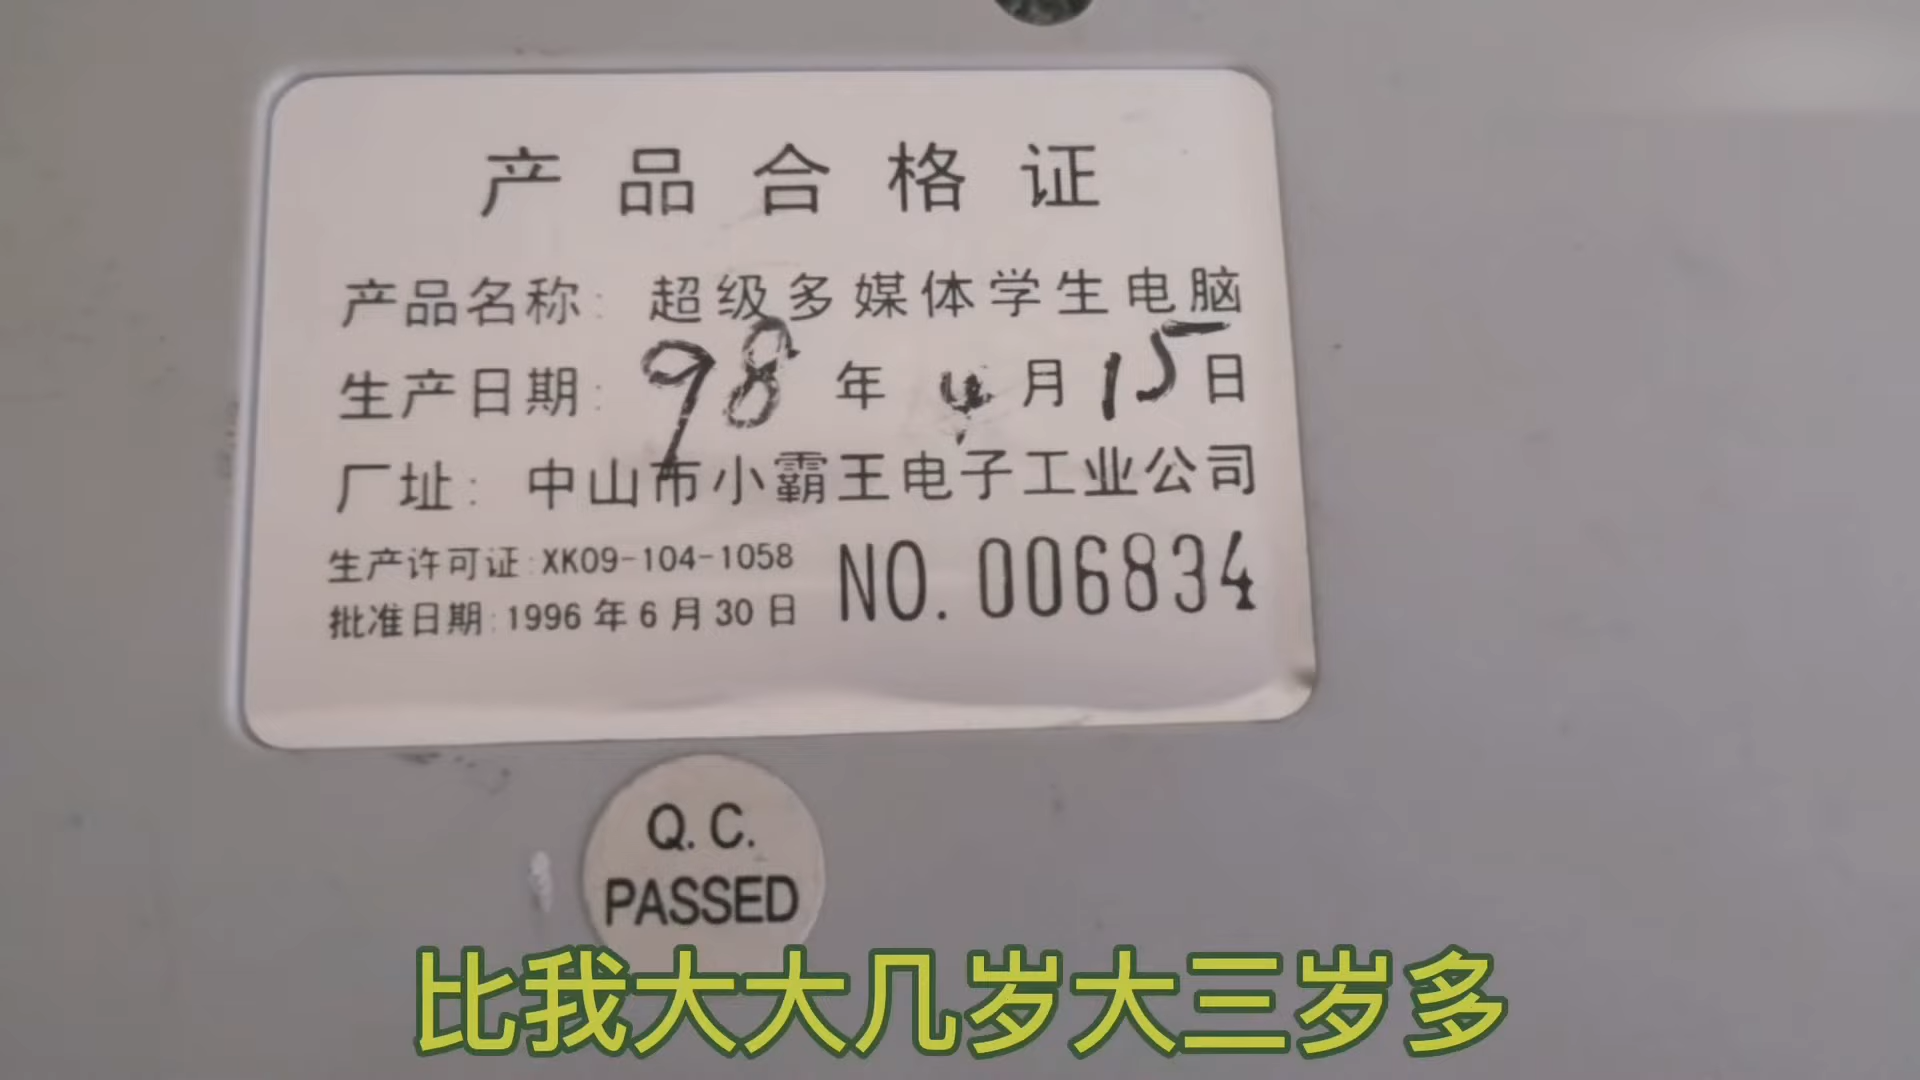 产品合格证
产品名称: 超级多媒体学生电脑
生产日期: 98 年 4 月 15 日
厂址: 中山市小霸王电子工业公司
生产许可证:XK09-104-1058
批准日期:1996 年 6 月 30 日
NO. 006834
Q. C.
PASSED
比我大大几岁大三岁多